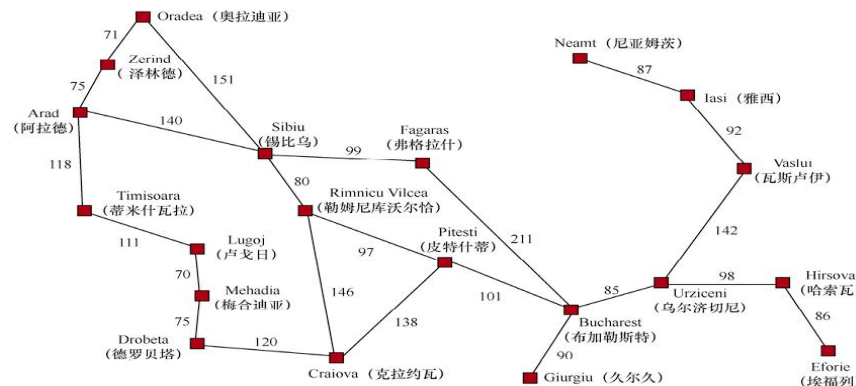 Oradea（奥拉迪亚）
71
Zerind
（泽林德）
151
75
Arad
（阿拉德）
140
118
Sibiu
（锡比乌）
99
Fagaras
（弗格拉什）
80
Timisoara
（蒂米什瓦拉）
Rimnicu Vilcea
（勒姆尼库沃尔恰）
111
Lugoj
（卢戈日）
97
Pitesti
（皮特什蒂）
211
70
Mehadia
（梅合迪亚）
146
75
Drobeta
（德罗贝塔）
120
138
101
Craiova（克拉约瓦）
Neamt（尼亚姆茨）
87
Iasi（雅西）
92
Vaslui
（瓦斯卢伊）
142
85
98
Hirsova
（哈索瓦
Urziceni
（乌尔济切尼）
Bucharest
（布加勒斯特）
86
90
Giurgiu（久尔久）
Eforie
（埃福列